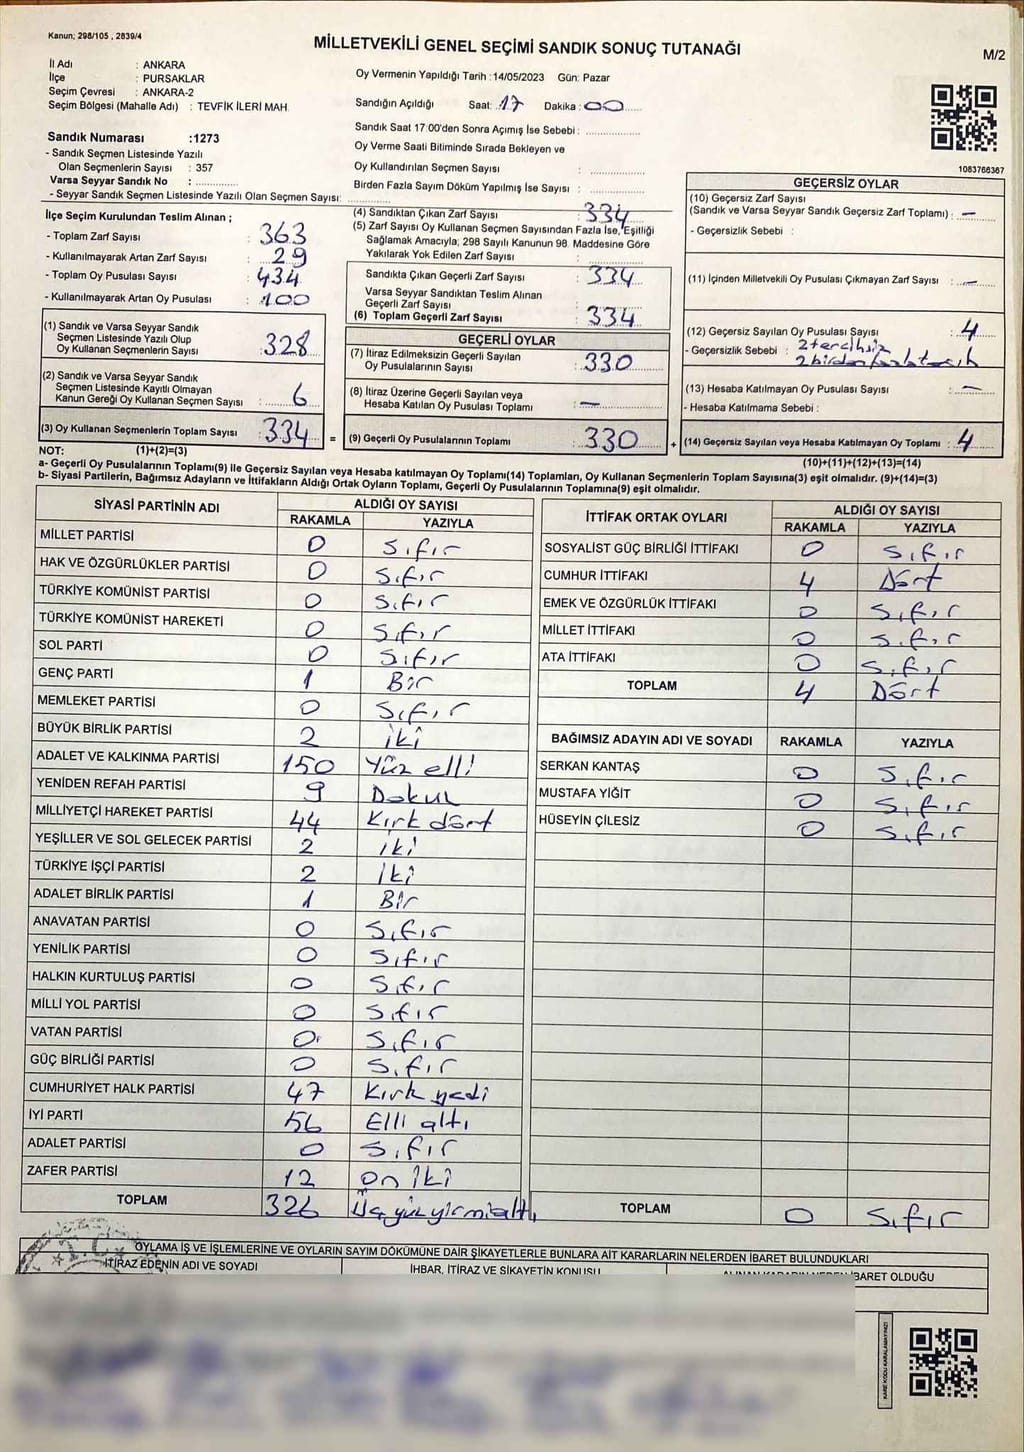 Kanun; 298/105 , 2839/4
MİLLETVEKİLİ GENEL SEÇİMİ SANDIK SONUÇ TUTANAĞI
M/2
İl Adı : ANKARA
İlçe : PURSAKLAR
Seçim Çevresi : ANKARA-2
Seçim Bölgesi (Mahalle Adı) : TEVFİK İLERİ MAH.
Sandık Numarası :1273
- Sandık Seçmen Listesinde Yazılı
Olan Seçmenlerin Sayısı : 357
Varsa Seyyar Sandık No :
- Seyyar Sandık Seçmen Listesinde Yazılı Olan Seçmen Sayısı:
Oy Vermenin Yapıldığı Tarih :14/05/2023 Gün: Pazar
Sandığın Açıldığı Saat: 17 Dakika : 00
Sandık Saat 17:00'den Sonra Açımış İse Sebebi :
Oy Verme Saati Bitiminde Sırada Bekleyen ve
Oy Kullandırılan Seçmen Sayısı :
Birden Fazla Sayım Döküm Yapılmış İse Sayısı :
1083766367
İlçe Seçim Kurulundan Teslim Alınan ;
- Toplam Zarf Sayısı : 363
- Kullanılmayarak Artan Zarf Sayısı : 29
- Toplam Oy Pusulası Sayısı : 434
- Kullanılmayarak Artan Oy Pusulası : 100
(1) Sandık ve Varsa Seyyar Sandık
Seçmen Listesinde Yazılı Olup
Oy Kullanan Seçmenlerin Sayısı : 328
(2) Sandık ve Varsa Seyyar Sandık
Seçmen Listesinde Kayıtlı Olmayan
Kanun Gereği Oy Kullanan Seçmen Sayısı : 6
(3) Oy Kullanan Seçmenlerin Toplam Sayısı : 334
(4) Sandıktan Çıkan Zarf Sayısı : 334
(5) Zarf Sayısı Oy Kullanan Seçmen Sayısından Fazla İse, Eşitliği
Sağlamak Amacıyla; 298 Sayılı Kanunun 98. Maddesine Göre
Yakılarak Yok Edilen Zarf Sayısı :
Sandıkta Çıkan Geçerli Zarf Sayısı : 334
Varsa Seyyar Sandıktan Teslim Alınan
Geçerli Zarf Sayısı :
(6) Toplam Geçerli Zarf Sayısı : 334
GEÇERLİ OYLAR
(7) İtiraz Edilmeksizin Geçerli Sayılan
Oy Pusulalarının Sayısı : 330
(8) İtiraz Üzerine Geçerli Sayılan veya
Hesaba Katılan Oy Pusulası Toplamı : —
= (9) Geçerli Oy Pusulalarının Toplamı : 330
GEÇERSİZ OYLAR
(10) Geçersiz Zarf Sayısı
(Sandık ve Varsa Seyyar Sandık Geçersiz Zarf Toplamı) : —
- Geçersizlik Sebebi :
(11) İçinden Milletvekili Oy Pusulası Çıkmayan Zarf Sayısı : —
(12) Geçersiz Sayılan Oy Pusulası Sayısı : 4
- Geçersizlik Sebebi : 2 tercihsiz
(13) Hesaba Katılmayan Oy Pusulası Sayısı : —
- Hesaba Katılmama Sebebi :
+ (14) Geçersiz Sayılan veya Hesaba Katılmayan Oy Toplamı : 4
NOT: (1)+(2)=(3) (10)+(11)+(12)+(13)=(14)
a- Geçerli Oy Pusulalarının Toplamı(9) ile Geçersiz Sayılan veya Hesaba katılmayan Oy Toplamı(14) Toplamları, Oy Kullanan Seçmenlerin Toplam Sayısına(3) eşit olmalıdır. (9)+(14)=(3)
b- Siyasi Partilerin, Bağımsız Adayların ve İttifakların Aldığı Ortak Oyların Toplamı, Geçerli Oy Pusulalarının Toplamına(9) eşit olmalıdır.
SİYASİ PARTİNİN ADI ALDIĞI OY SAYISI
RAKAMLA YAZIYLA
MİLLET PARTİSİ 0 Sıfır
HAK VE ÖZGÜRLÜKLER PARTİSİ 0 Sıfır
TÜRKİYE KOMÜNİST PARTİSİ 0 Sıfır
TÜRKİYE KOMÜNİST HAREKETİ 0 Sıfır
SOL PARTİ 0 Sıfır
GENÇ PARTİ 1 Bir
MEMLEKET PARTİSİ 0 Sıfır
BÜYÜK BİRLİK PARTİSİ 2 iki
ADALET VE KALKINMA PARTİSİ 150 Yüz elli
YENİDEN REFAH PARTİSİ 9 Dokuz
MİLLİYETÇİ HAREKET PARTİSİ 44 Kırk dört
YEŞİLLER VE SOL GELECEK PARTİSİ 2 iki
TÜRKİYE İŞÇİ PARTİSİ 2 iki
ADALET BİRLİK PARTİSİ 1 Bir
ANAVATAN PARTİSİ 0 Sıfır
YENİLİK PARTİSİ 0 Sıfır
HALKIN KURTULUŞ PARTİSİ 0 Sıfır
MİLLİ YOL PARTİSİ 0 Sıfır
VATAN PARTİSİ 0 Sıfır
GÜÇ BİRLİĞİ PARTİSİ 0 Sıfır
CUMHURİYET HALK PARTİSİ 47 Kırk yedi
İYİ PARTİ 56 Elli altı
ADALET PARTİSİ 0 Sıfır
ZAFER PARTİSİ 12 on iki
TOPLAM 326 Üçyüzyirmialtı
İTTİFAK ORTAK OYLARI ALDIĞI OY SAYISI
RAKAMLA YAZIYLA
SOSYALİST GÜÇ BİRLİĞİ İTTİFAKI 0 Sıfır
CUMHUR İTTİFAKI 4 Dört
EMEK VE ÖZGÜRLÜK İTTİFAKI 0 Sıfır
MİLLET İTTİFAKI 0 Sıfır
ATA İTTİFAKI 0 Sıfır
TOPLAM 4 Dört
BAĞIMSIZ ADAYIN ADI VE SOYADI RAKAMLA YAZIYLA
SERKAN KANTAŞ 0 Sıfır
MUSTAFA YİĞİT 0 Sıfır
HÜSEYİN ÇİLESİZ 0 Sıfır
TOPLAM 0 Sıfır
T.C.
OYLAMA İŞ VE İŞLEMLERİNE VE OYLARIN SAYIM DÖKÜMÜNE DAİR ŞİKAYETLERLE BUNLARA AİT KARARLARIN NELERDEN İBARET BULUNDUKLARI
İTİRAZ EDENİN ADI VE SOYADI İHBAR, İTİRAZ VE ŞİKAYETİN KONUSU ALINAN KARARIN NEDEN İBARET OLDUĞU
KARE KODU KARALAMAYINIZ!